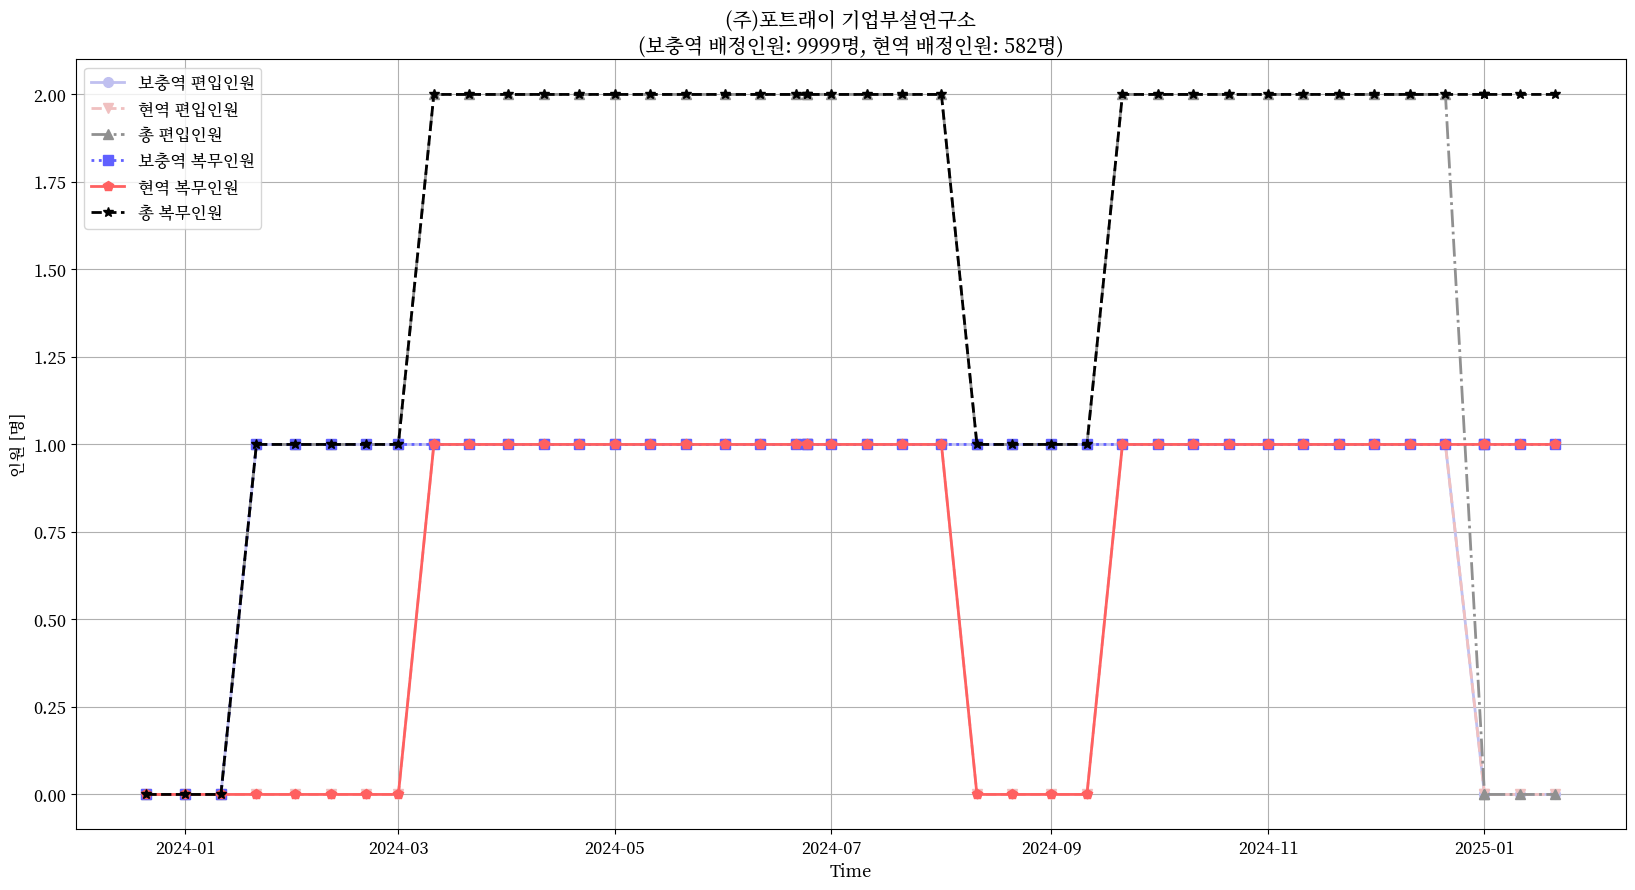 (주)포트래이 기업부설연구소
(보충역 배정인원: 9999명, 현역 배정인원: 582명)
보충역 편입인원
현역 편입인원
총 편입인원
보충역 복무인원
현역 복무인원
총 복무인원
2.00
1.75
1.50
1.25
1.00
0.75
0.50
0.25
0.00
인원 [명]
2024-01
2024-03
2024-05
2024-07
2024-09
2024-11
2025-01
Time